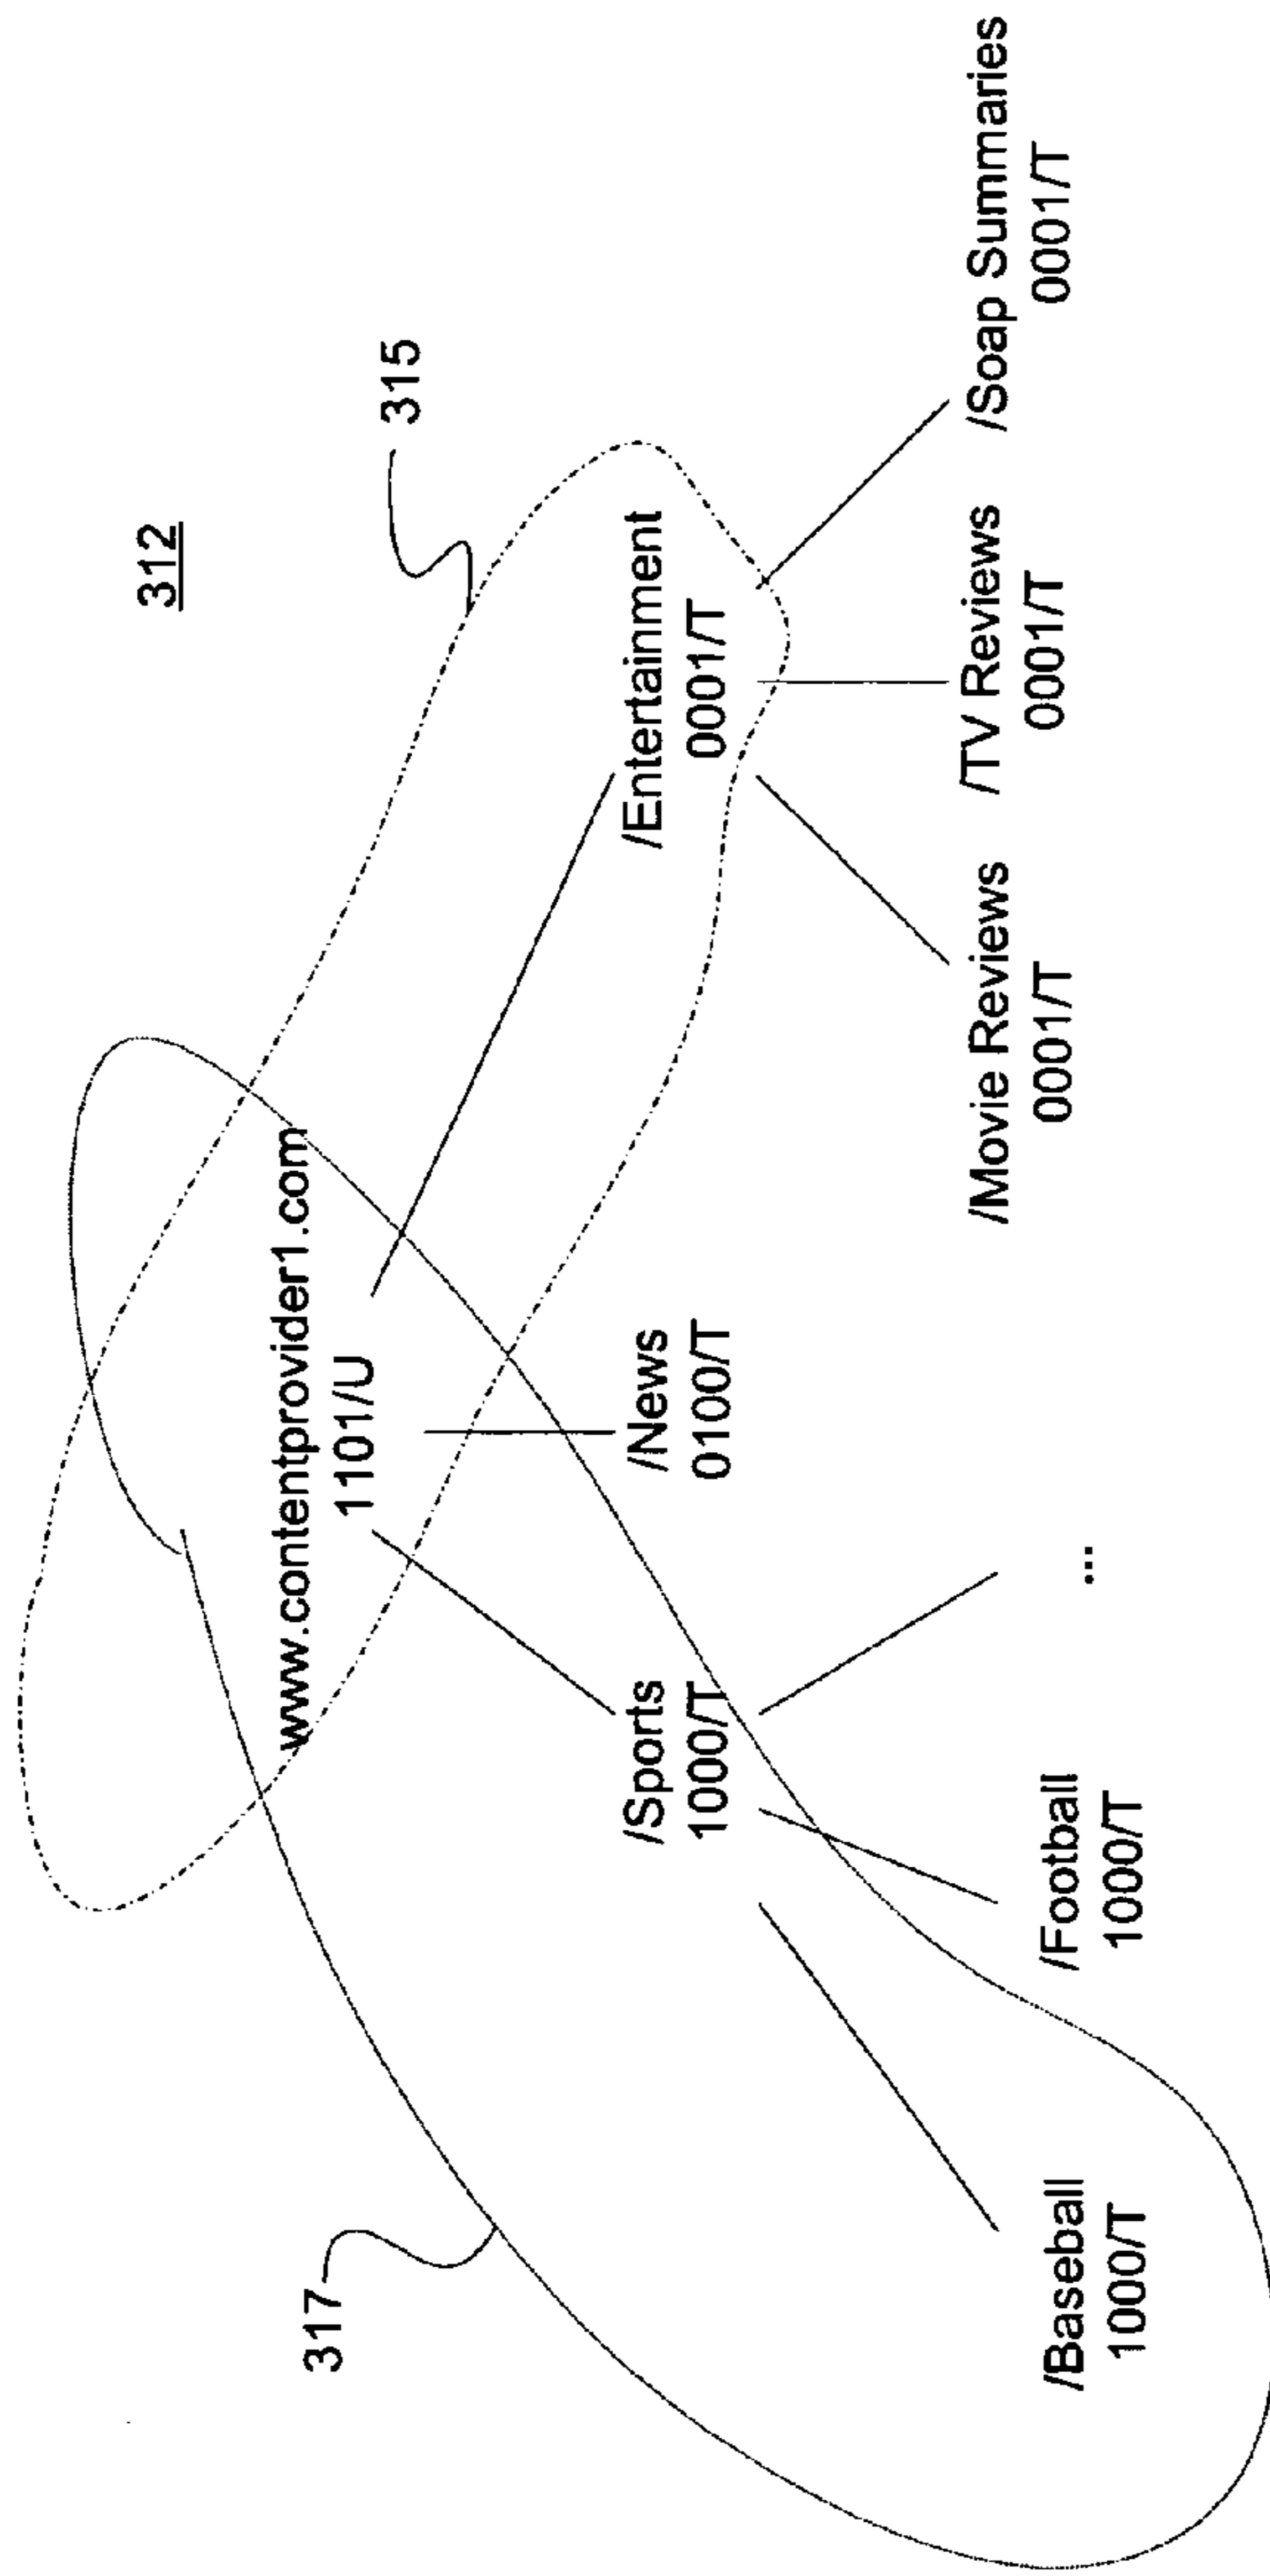 312
315
317
www.contentprovider1.com
1101/U
/Sports
1000/T
/News
0100/T
/Entertainment
0001/T
/Baseball
1000/T
/Football
1000/T
...
/Movie Reviews
0001/T
/TV Reviews
0001/T
/Soap Summaries
0001/T